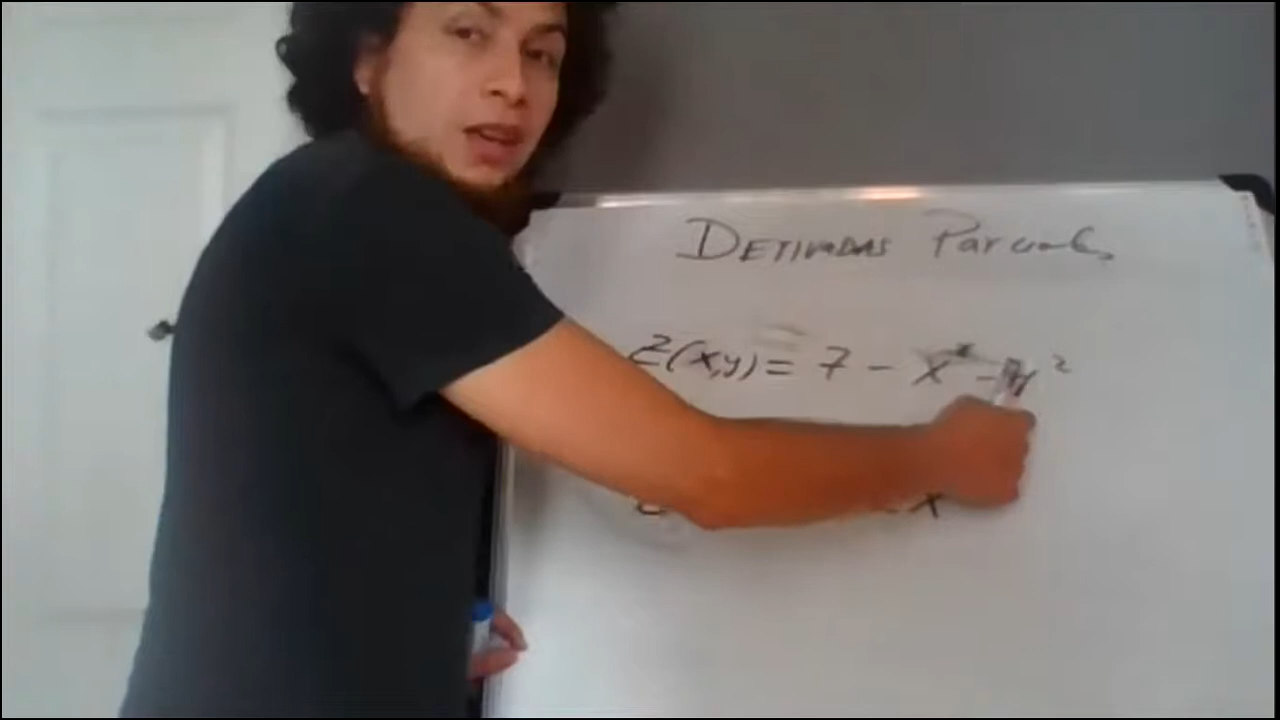 DERIVADAS Parciales
Z(x,y) = 7 - x² - y²
x